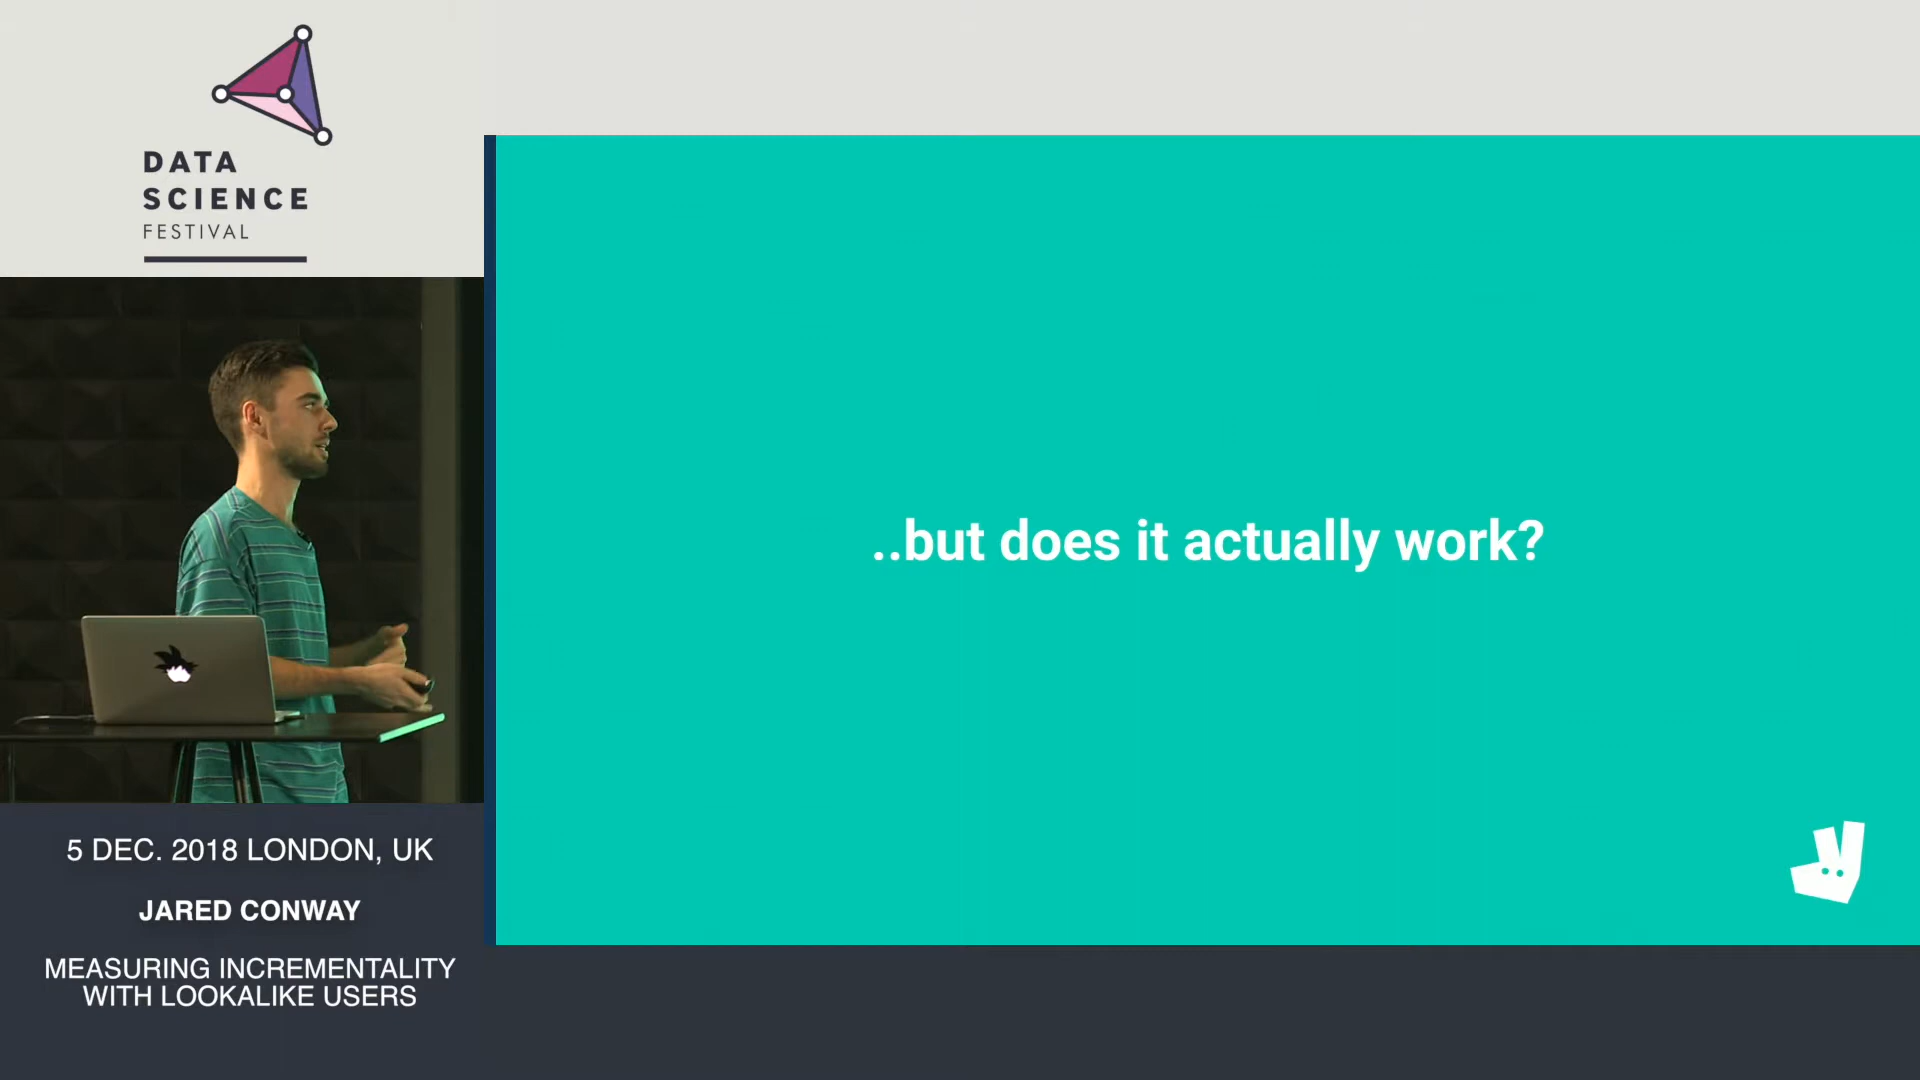 DATA
SCIENCE
FESTIVAL
..but does it actually work?
5 DEC. 2018 LONDON, UK
JARED CONWAY
MEASURING INCREMENTALITY
WITH LOOKALIKE USERS